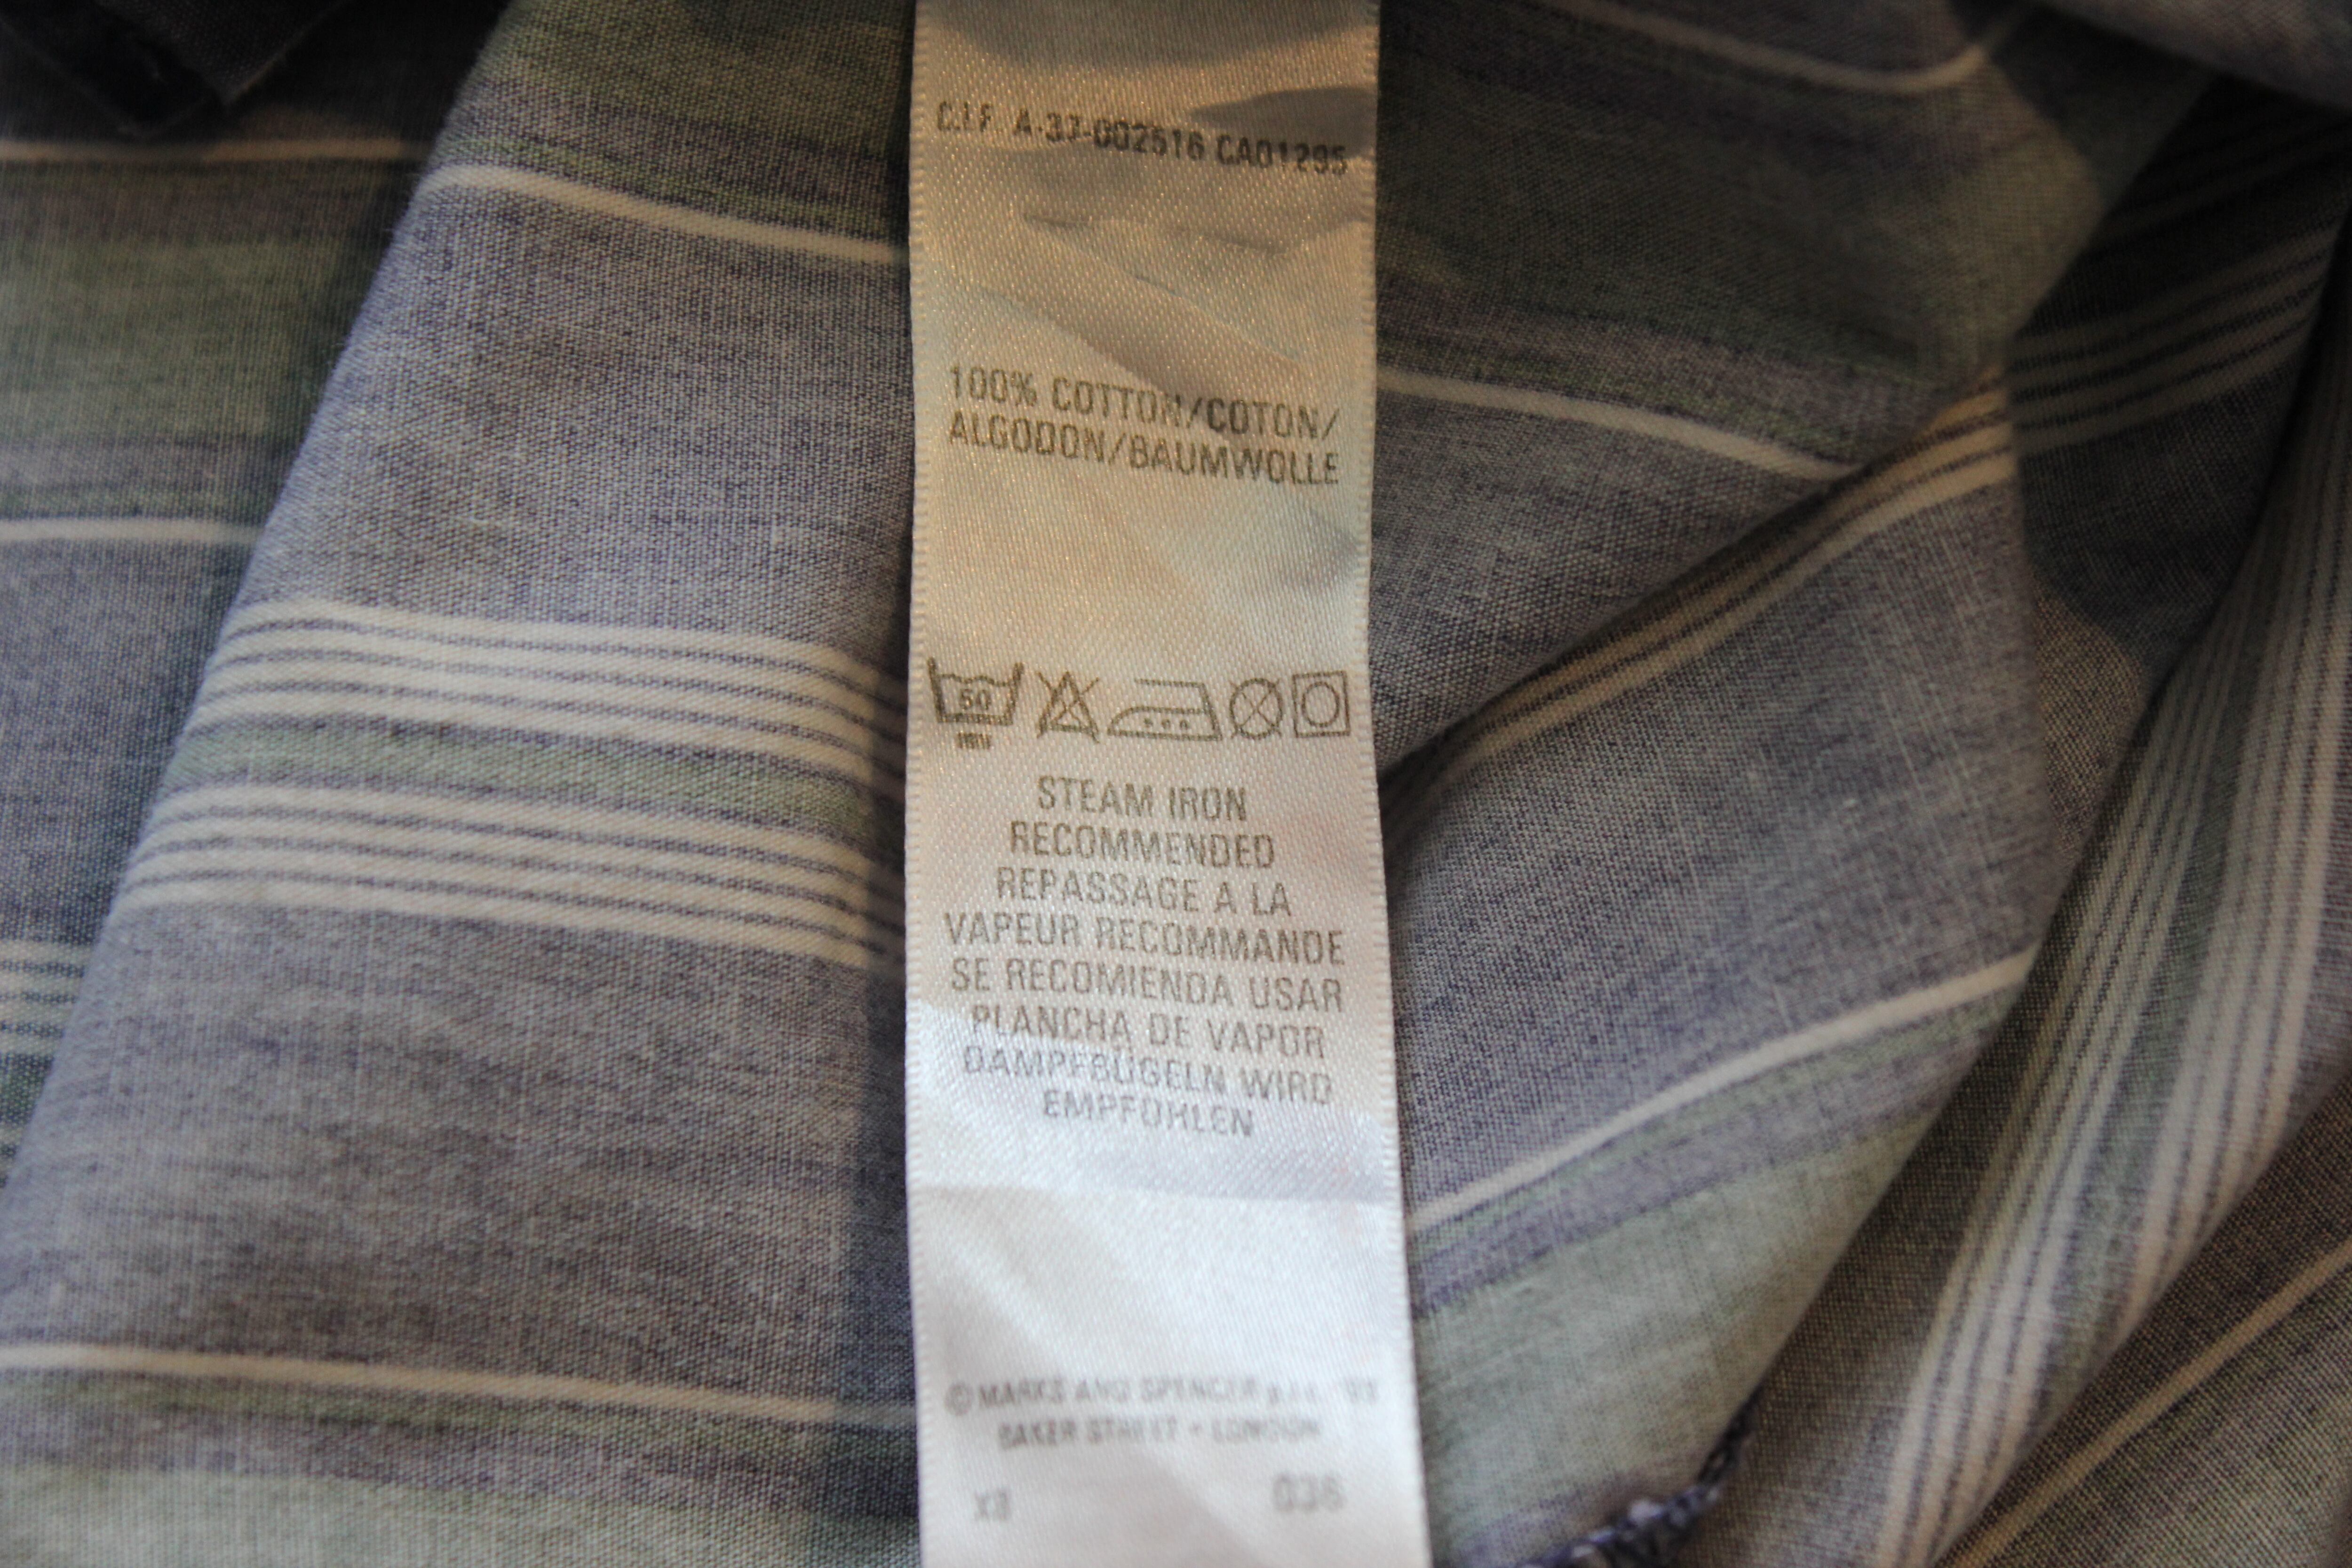 C.I.F. A-37-002516 CA01295
100% COTTON/COTON/
ALGODON/BAUMWOLLE
50
STEAM IRON
RECOMMENDED
REPASSAGE A LA
VAPEUR RECOMMANDE
SE RECOMIENDA USAR
PLANCHA DE VAPOR
DAMPFBÜGELN WIRD
EMPFOHLEN
© MARKS AND SPENCER p.l.c.
BAKER STREET - LONDON
036